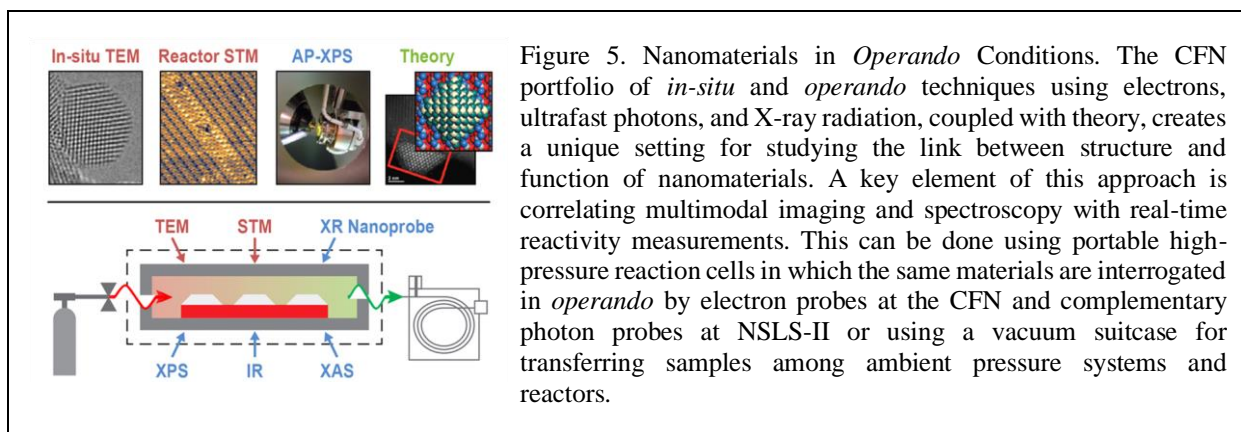 In-situ TEM Reactor STM AP-XPS Theory
TEM STM XR Nanoprobe
XPS IR XAS
Figure 5. Nanomaterials in Operando Conditions. The CFN
portfolio of in-situ and operando techniques using electrons,
ultrafast photons, and X-ray radiation, coupled with theory, creates
a unique setting for studying the link between structure and
function of nanomaterials. A key element of this approach is
correlating multimodal imaging and spectroscopy with real-time
reactivity measurements. This can be done using portable high-
pressure reaction cells in which the same materials are interrogated
in operando by electron probes at the CFN and complementary
photon probes at NSLS-II or using a vacuum suitcase for
transferring samples among ambient pressure systems and
reactors.